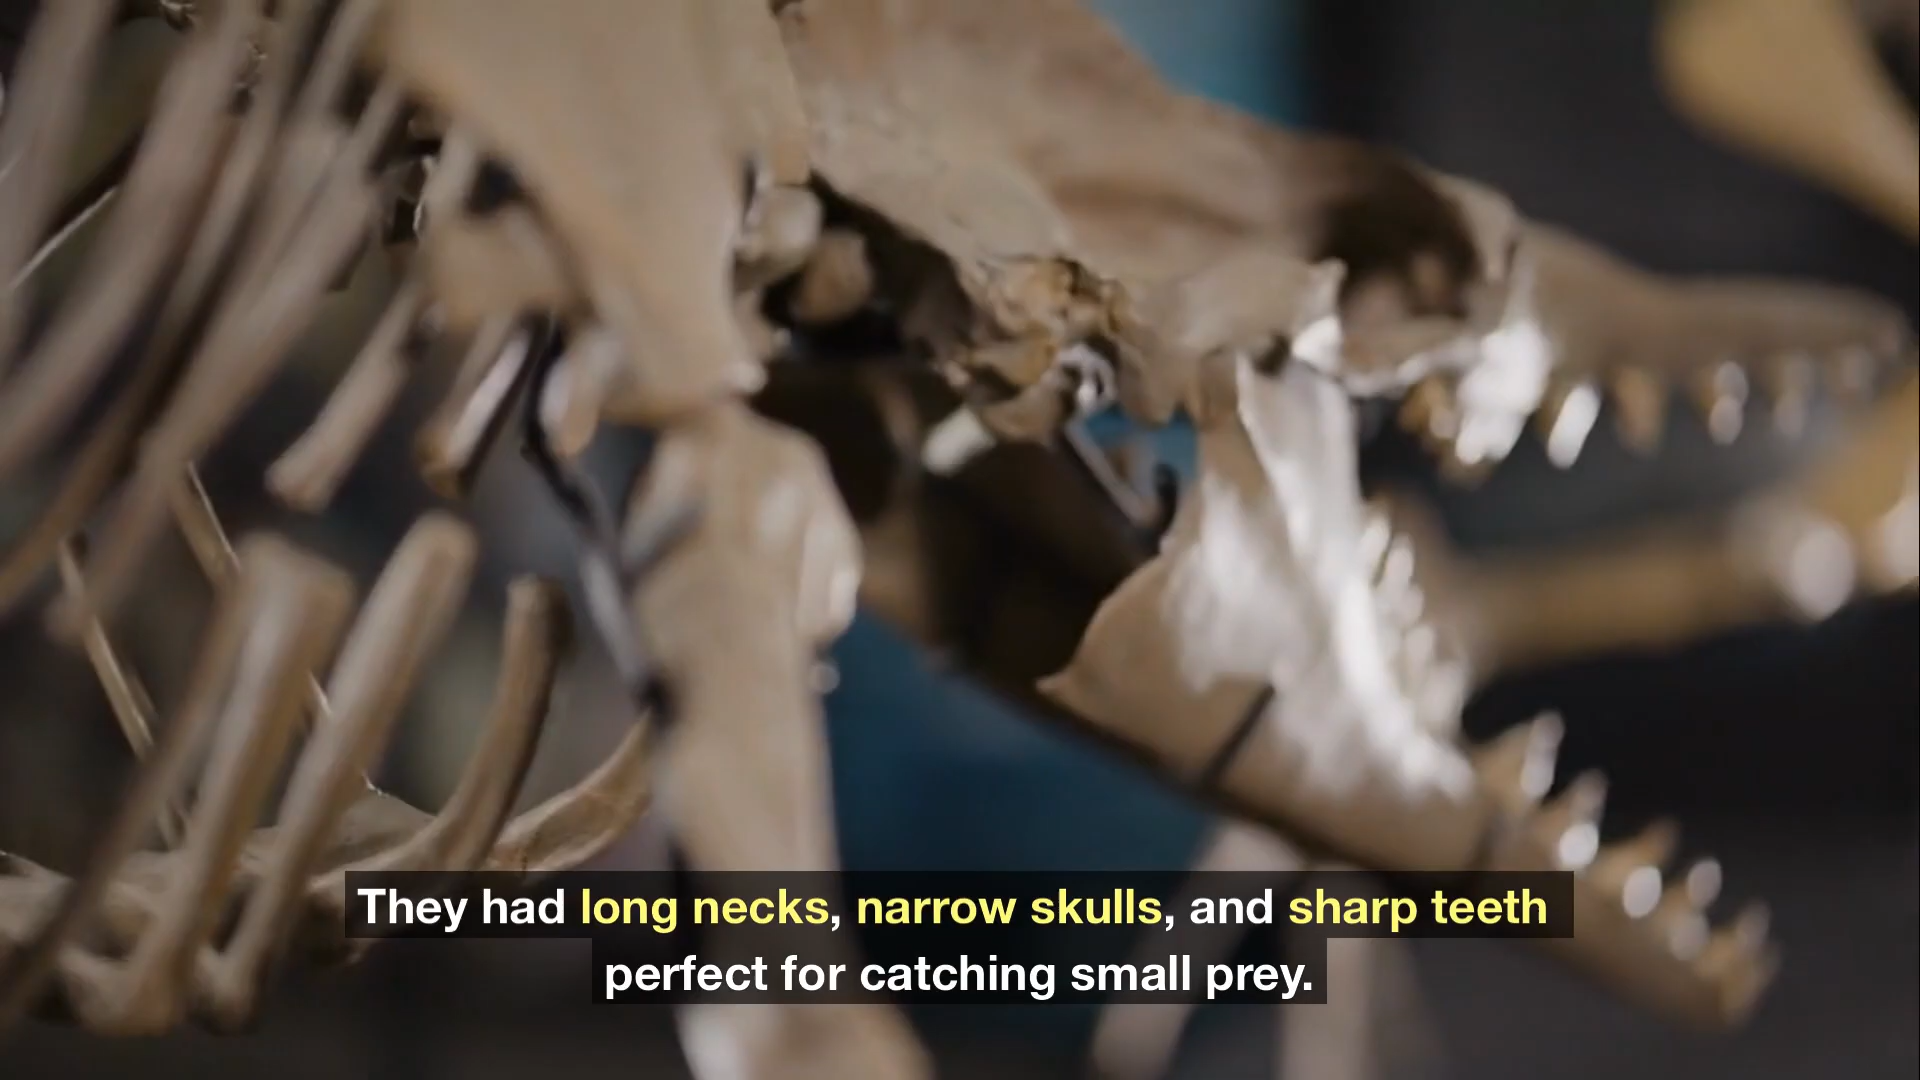 They had long necks, narrow skulls, and sharp teeth
perfect for catching small prey.